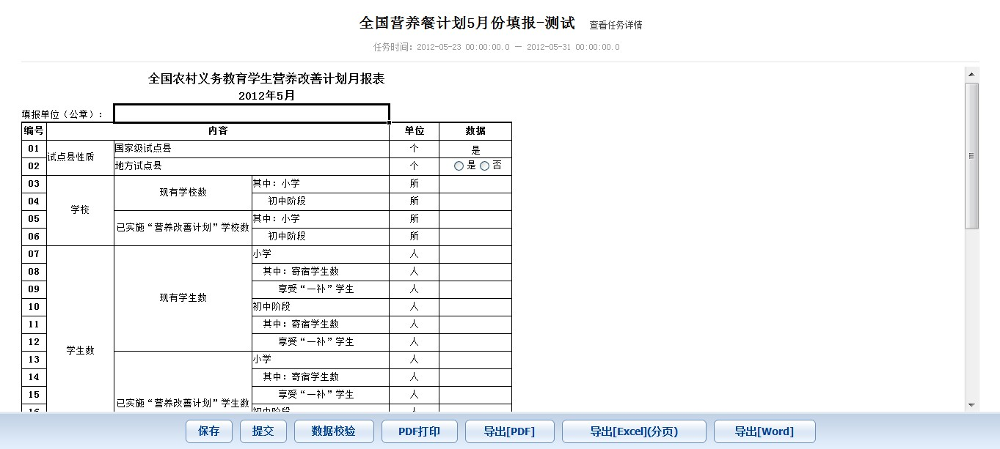 全国营养餐计划5月份填报-测试 查看任务详情
任务时间: 2012-05-23 00:00:00.0 — 2012-05-31 00:00:00.0
全国农村义务教育学生营养改善计划月报表
2012年5月
填报单位（公章）：
编号 内容 单位 数据
01 试点县性质 国家级试点县 个 是
02 地方试点县 个 是 否
03 学校 现有学校数 其中：小学 所
04 初中阶段 所
05 已实施“营养改善计划”学校数 其中：小学 所
06 初中阶段 所
07 学生数 现有学生数 小学 人
08 其中：寄宿学生数 人
09 享受“一补”学生 人
10 初中阶段 人
11 其中：寄宿学生数 人
12 享受“一补”学生 人
13 已实施“营养改善计划”学生数 小学 人
14 其中：寄宿学生数 人
15 享受“一补”学生 人
16 初中阶段 人
保存 提交 数据校验 PDF打印 导出[PDF] 导出[Excel](分页) 导出[Word]